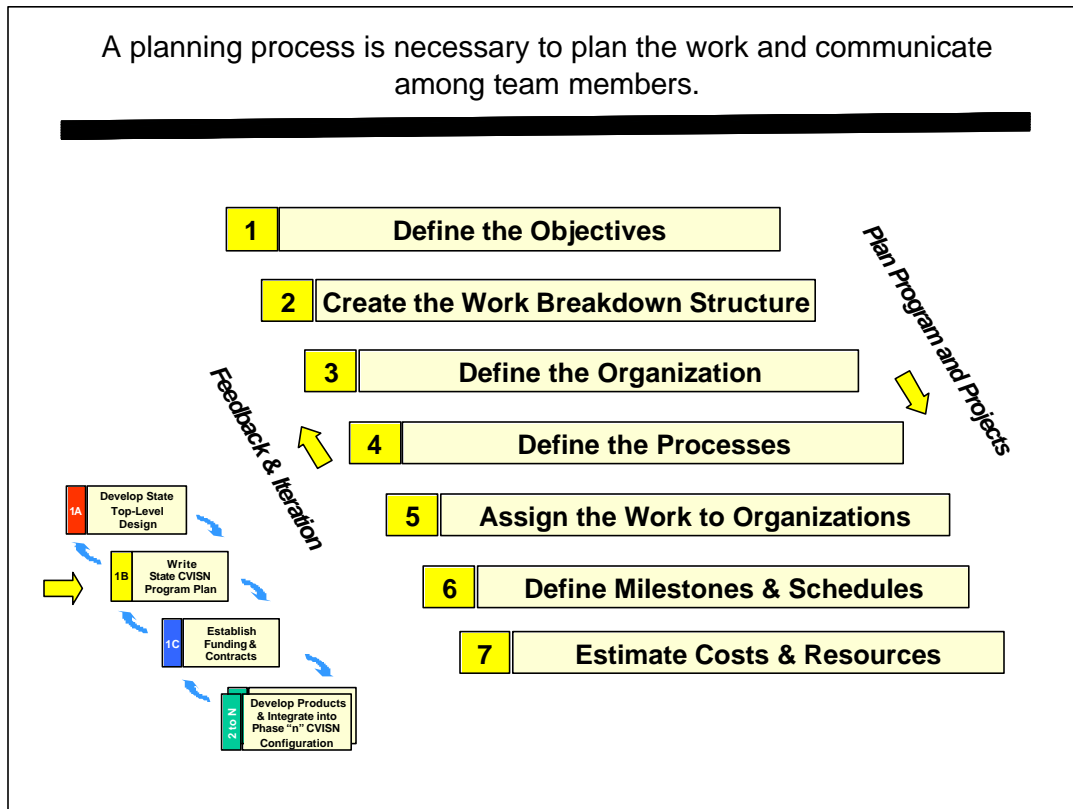 A planning process is necessary to plan the work and communicate
among team members.
1 Define the Objectives
2 Create the Work Breakdown Structure
3 Define the Organization
4 Define the Processes
5 Assign the Work to Organizations
6 Define Milestones & Schedules
7 Estimate Costs & Resources
Plan Program and Projects
Feedback & Iteration
1A
Develop State
Top-Level
Design
1B
Write
State CVISN
Program Plan
1C
Establish
Funding &
Contracts
2 to N
Develop Products
& Integrate into
Phase “n” CVISN
Configuration